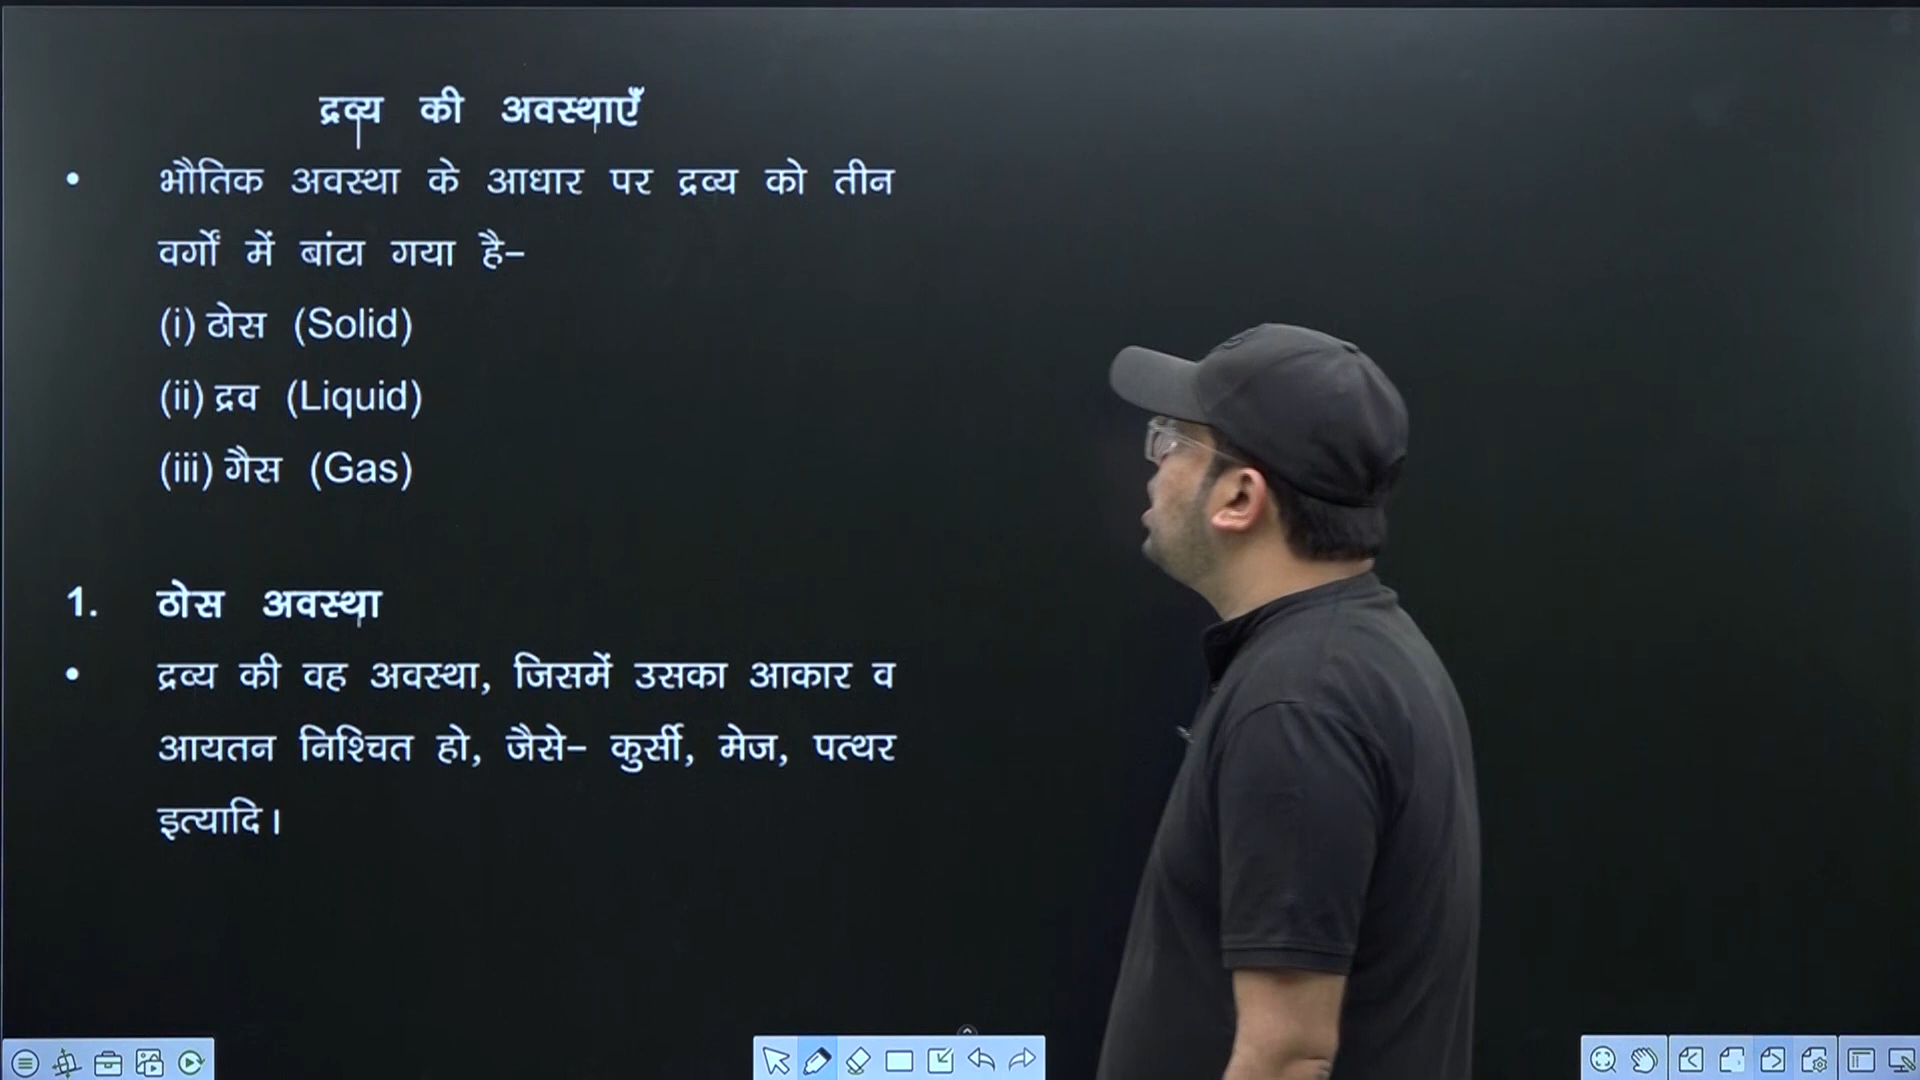 द्रव्य की अवस्थाएँ
• भौतिक अवस्था के आधार पर द्रव्य को तीन
वर्गों में बांटा गया है–
(i) ठोस (Solid)
(ii) द्रव (Liquid)
(iii) गैस (Gas)
1. ठोस अवस्था
• द्रव्य की वह अवस्था, जिसमें उसका आकार व
आयतन निश्चित हो, जैसे– कुर्सी, मेज, पत्थर
इत्यादि।